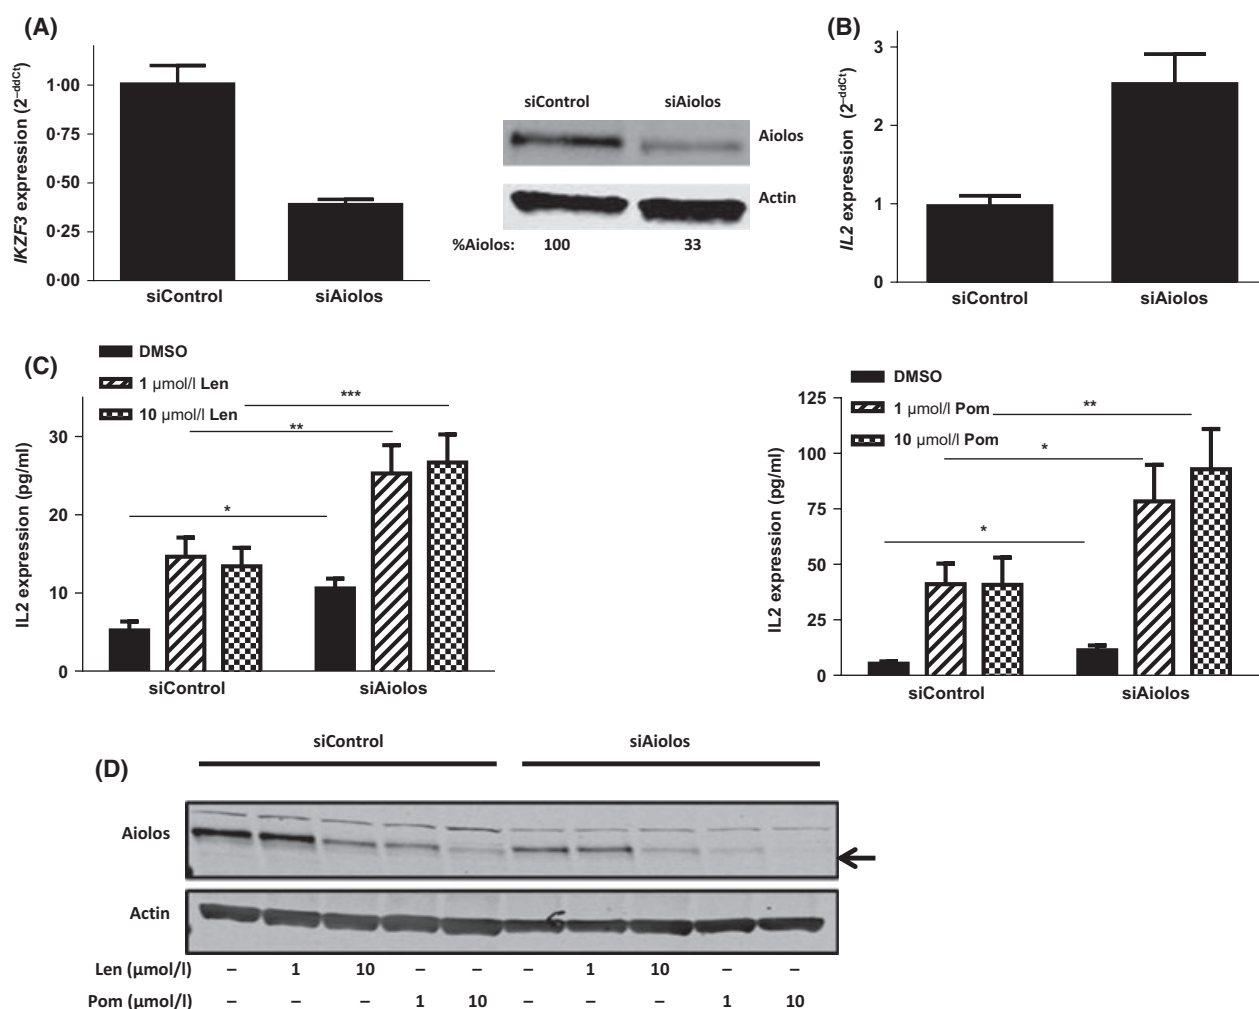 (A)
IKZF3 expression (2–ddCt)
1·00
0·75
0·50
0·25
0·00
siControl siAiolos
siControl siAiolos
Aiolos
Actin
%Aiolos: 100 33
(B)
IL2 expression (2–ddCt)
3
2
1
0
siControl siAiolos
(C)
DMSO
1 µmol/l Len
10 µmol/l Len
IL2 expression (pg/ml)
30
20
10
0
*
**
***
siControl siAiolos
DMSO
1 µmol/l Pom
10 µmol/l Pom
IL2 expression (pg/ml)
125
100
75
50
25
0
*
*
**
siControl siAiolos
(D)
siControl siAiolos
Aiolos
Actin
Len (µmol/l) – 1 10 – – – 1 10 – –
Pom (µmol/l) – – – 1 10 – – – 1 10